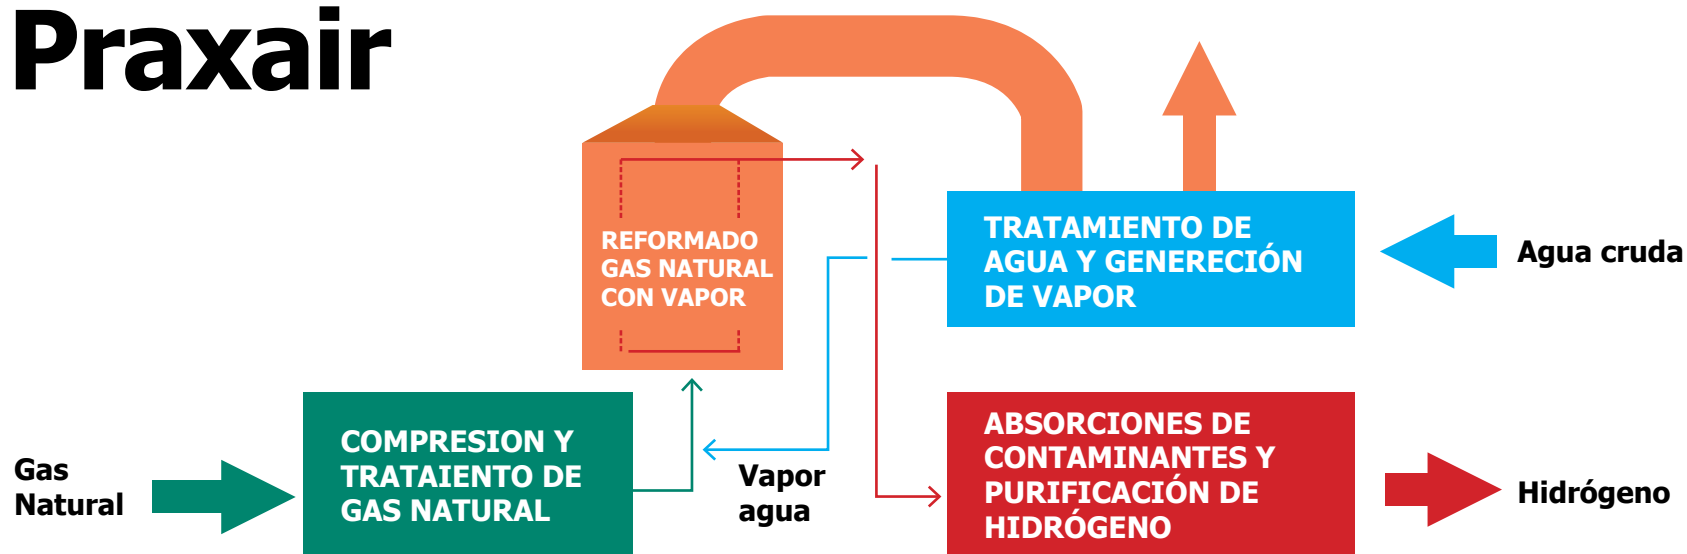 Praxair
REFORMADO
GAS NATURAL
CON VAPOR
TRATAMIENTO DE
AGUA Y GENERECIÓN
DE VAPOR
Agua cruda
Gas
Natural
COMPRESION Y
TRATAIENTO DE
GAS NATURAL
Vapor
agua
ABSORCIONES DE
CONTAMINANTES Y
PURIFICACIÓN DE
HIDRÓGENO
Hidrógeno